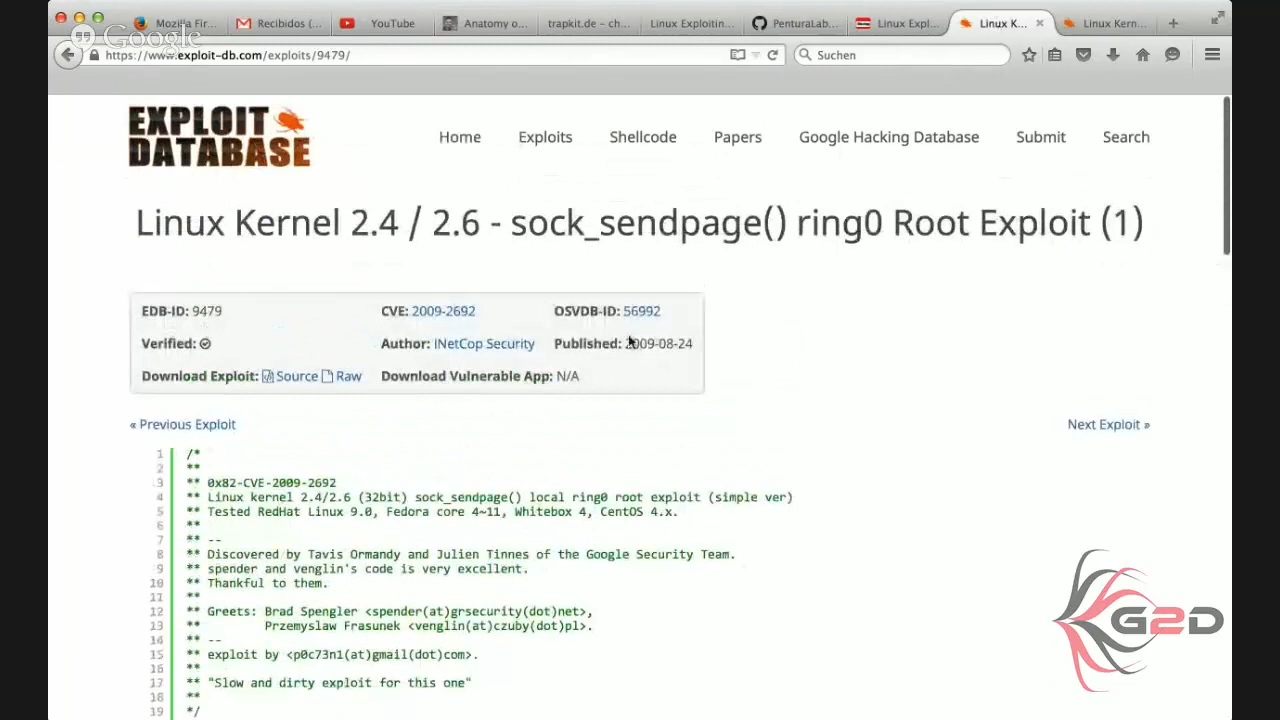 Mozilla Fir...
Recibidos (...
YouTube
Anatomy o...
trapkit.de – ch...
Linux Exploitin...
PenturaLab...
Linux Expl...
Linux K...
Linux Kern...
Google
https://www.exploit-db.com/exploits/9479/
Suchen
EXPLOIT
DATABASE
Home
Exploits
Shellcode
Papers
Google Hacking Database
Submit
Search
Linux Kernel 2.4 / 2.6 - sock_sendpage() ring0 Root Exploit (1)
EDB-ID: 9479
CVE: 2009-2692
OSVDB-ID: 56992
Verified:
Author: INetCop Security
Published: 2009-08-24
Download Exploit: Source Raw
Download Vulnerable App: N/A
« Previous Exploit
Next Exploit »
1 /*
2 **
3 ** 0x82-CVE-2009-2692
4 ** Linux kernel 2.4/2.6 (32bit) sock_sendpage() local ring0 root exploit (simple ver)
5 ** Tested RedHat Linux 9.0, Fedora core 4~11, Whitebox 4, CentOS 4.x.
6 **
7 ** --
8 ** Discovered by Tavis Ormandy and Julien Tinnes of the Google Security Team.
9 ** spender and venglin's code is very excellent.
10 ** Thankful to them.
11 **
12 ** Greets: Brad Spengler <spender(at)grsecurity(dot)net>,
13 ** Przemyslaw Frasunek <venglin(at)czuby(dot)pl>.
14 ** --
15 ** exploit by <p0c73n1(at)gmail(dot)com>.
16 **
17 ** "Slow and dirty exploit for this one"
18 **
19 */
G2D